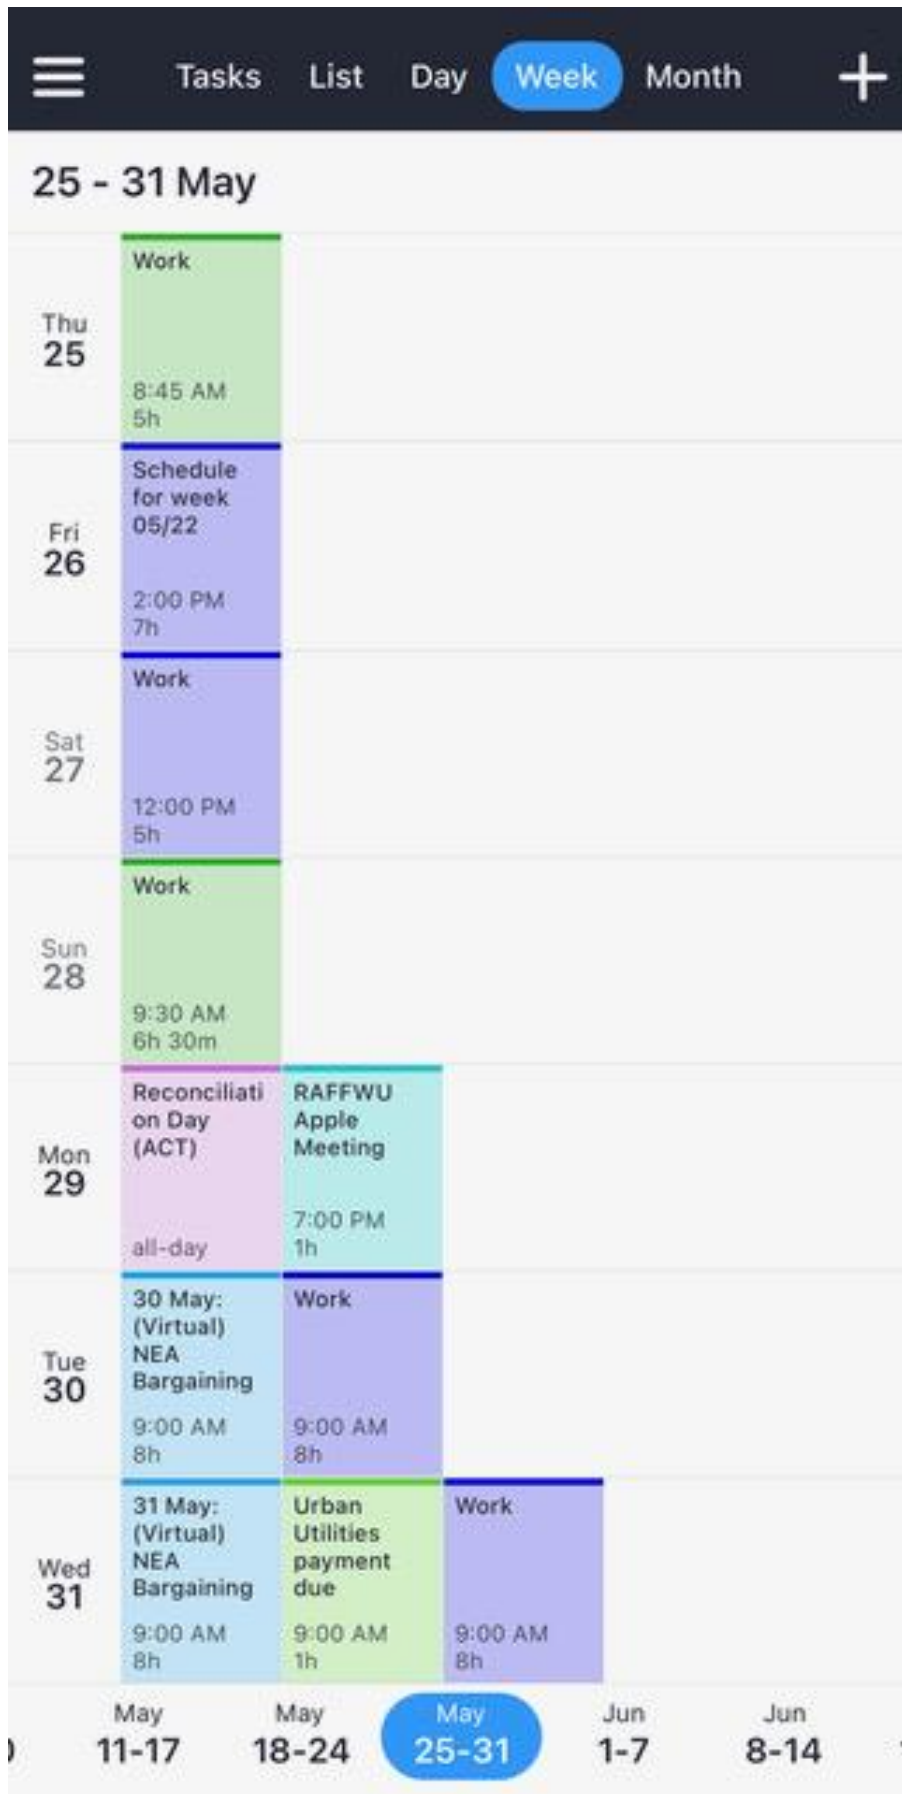 Tasks List Day Week Month
25 - 31 May
Thu
25
Work
8:45 AM
5h
Fri
26
Schedule
for week
05/22
2:00 PM
7h
Sat
27
Work
12:00 PM
5h
Sun
28
Work
9:30 AM
6h 30m
Mon
29
Reconciliati
on Day
(ACT)
all-day
RAFFWU
Apple
Meeting
7:00 PM
1h
Tue
30
30 May:
(Virtual)
NEA
Bargaining
9:00 AM
8h
Work
9:00 AM
8h
Wed
31
31 May:
(Virtual)
NEA
Bargaining
9:00 AM
8h
Urban
Utilities
payment
due
9:00 AM
1h
Work
9:00 AM
8h
May
11-17
May
18-24
May
25-31
Jun
1-7
Jun
8-14